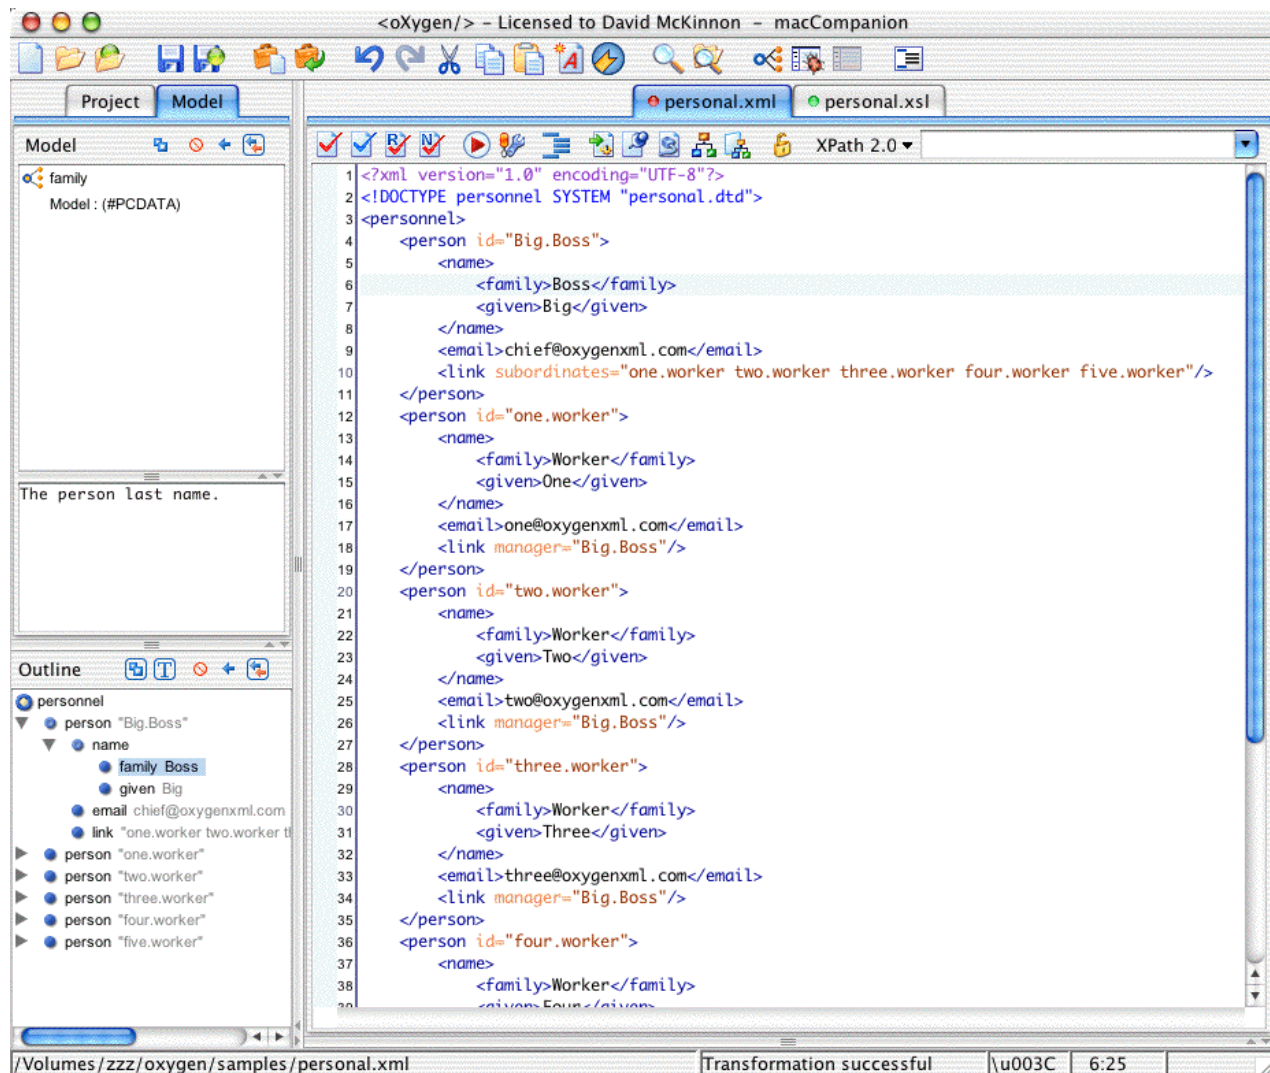 <oXygen/> – Licensed to David McKinnon – macCompanion
Project
Model
personal.xml
personal.xsl
Model
XPath 2.0
family
Model : (#PCDATA)
The person last name.
Outline
personnel
person "Big.Boss"
name
family Boss
given Big
email chief@oxygenxml.com
link "one.worker two.worker
person "one.worker"
person "two.worker"
person "three.worker"
person "four.worker"
person "five.worker"
1 <?xml version="1.0" encoding="UTF-8"?>
2 <!DOCTYPE personnel SYSTEM "personal.dtd">
3 <personnel>
4 <person id="Big.Boss">
5 <name>
6 <family>Boss</family>
7 <given>Big</given>
8 </name>
9 <email>chief@oxygenxml.com</email>
10 <link subordinates="one.worker two.worker three.worker four.worker five.worker"/>
11 </person>
12 <person id="one.worker">
13 <name>
14 <family>Worker</family>
15 <given>One</given>
16 </name>
17 <email>one@oxygenxml.com</email>
18 <link manager="Big.Boss"/>
19 </person>
20 <person id="two.worker">
21 <name>
22 <family>Worker</family>
23 <given>Two</given>
24 </name>
25 <email>two@oxygenxml.com</email>
26 <link manager="Big.Boss"/>
27 </person>
28 <person id="three.worker">
29 <name>
30 <family>Worker</family>
31 <given>Three</given>
32 </name>
33 <email>three@oxygenxml.com</email>
34 <link manager="Big.Boss"/>
35 </person>
36 <person id="four.worker">
37 <name>
38 <family>Worker</family>
39 <given>Four</given>
/Volumes/zzz/oxygen/samples/personal.xml
Transformation successful
\u003C
6:25